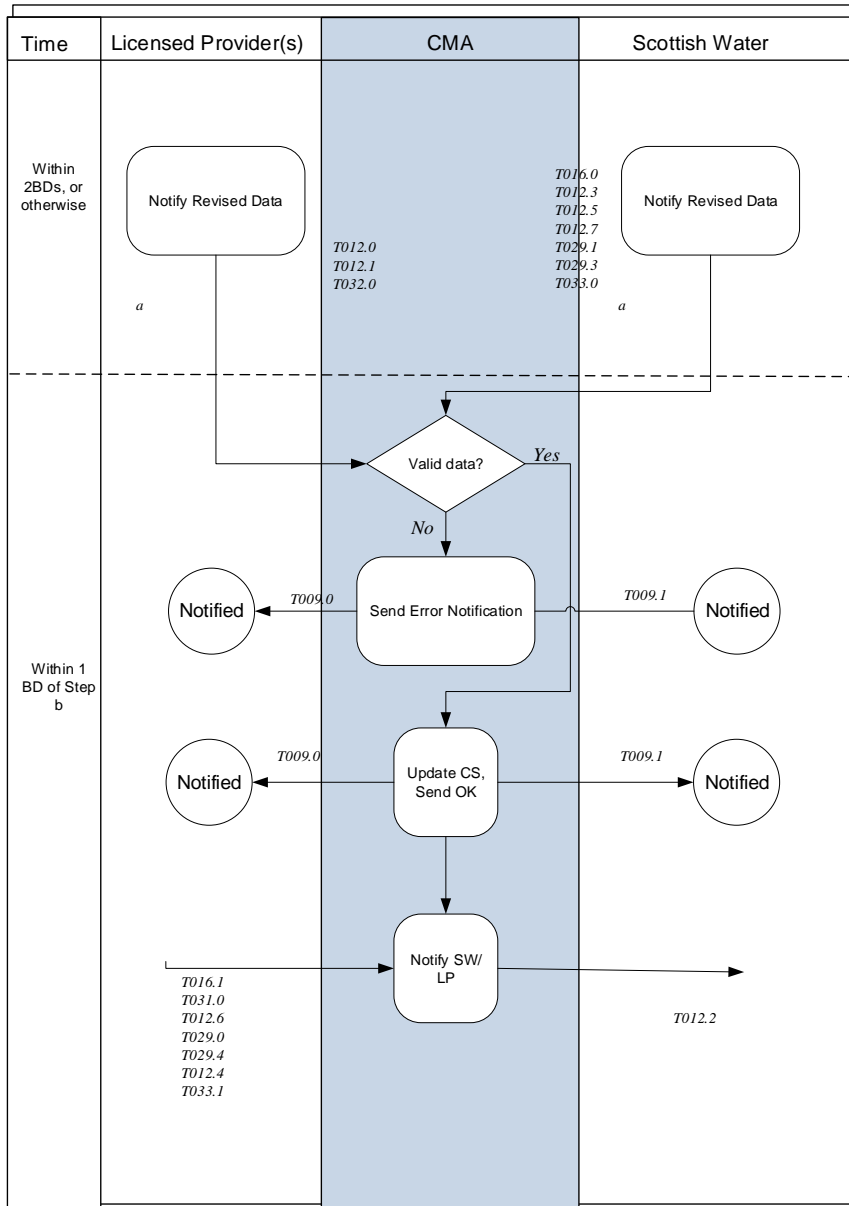 Time
Licensed Provider(s)
CMA
Scottish Water
Within
2BDs, or
otherwise
Notify Revised Data
T012.0
T012.1
T032.0
T016.0
T012.3
T012.5
T012.7
T029.1
T029.3
T033.0
Notify Revised Data
a
a
Valid data?
Yes
No
Within 1
BD of Step
b
Notified
T009.0
Send Error Notification
T009.1
Notified
Notified
T009.0
Update CS,
Send OK
T009.1
Notified
Notify SW/
LP
T016.1
T031.0
T012.6
T029.0
T029.4
T012.4
T033.1
T012.2